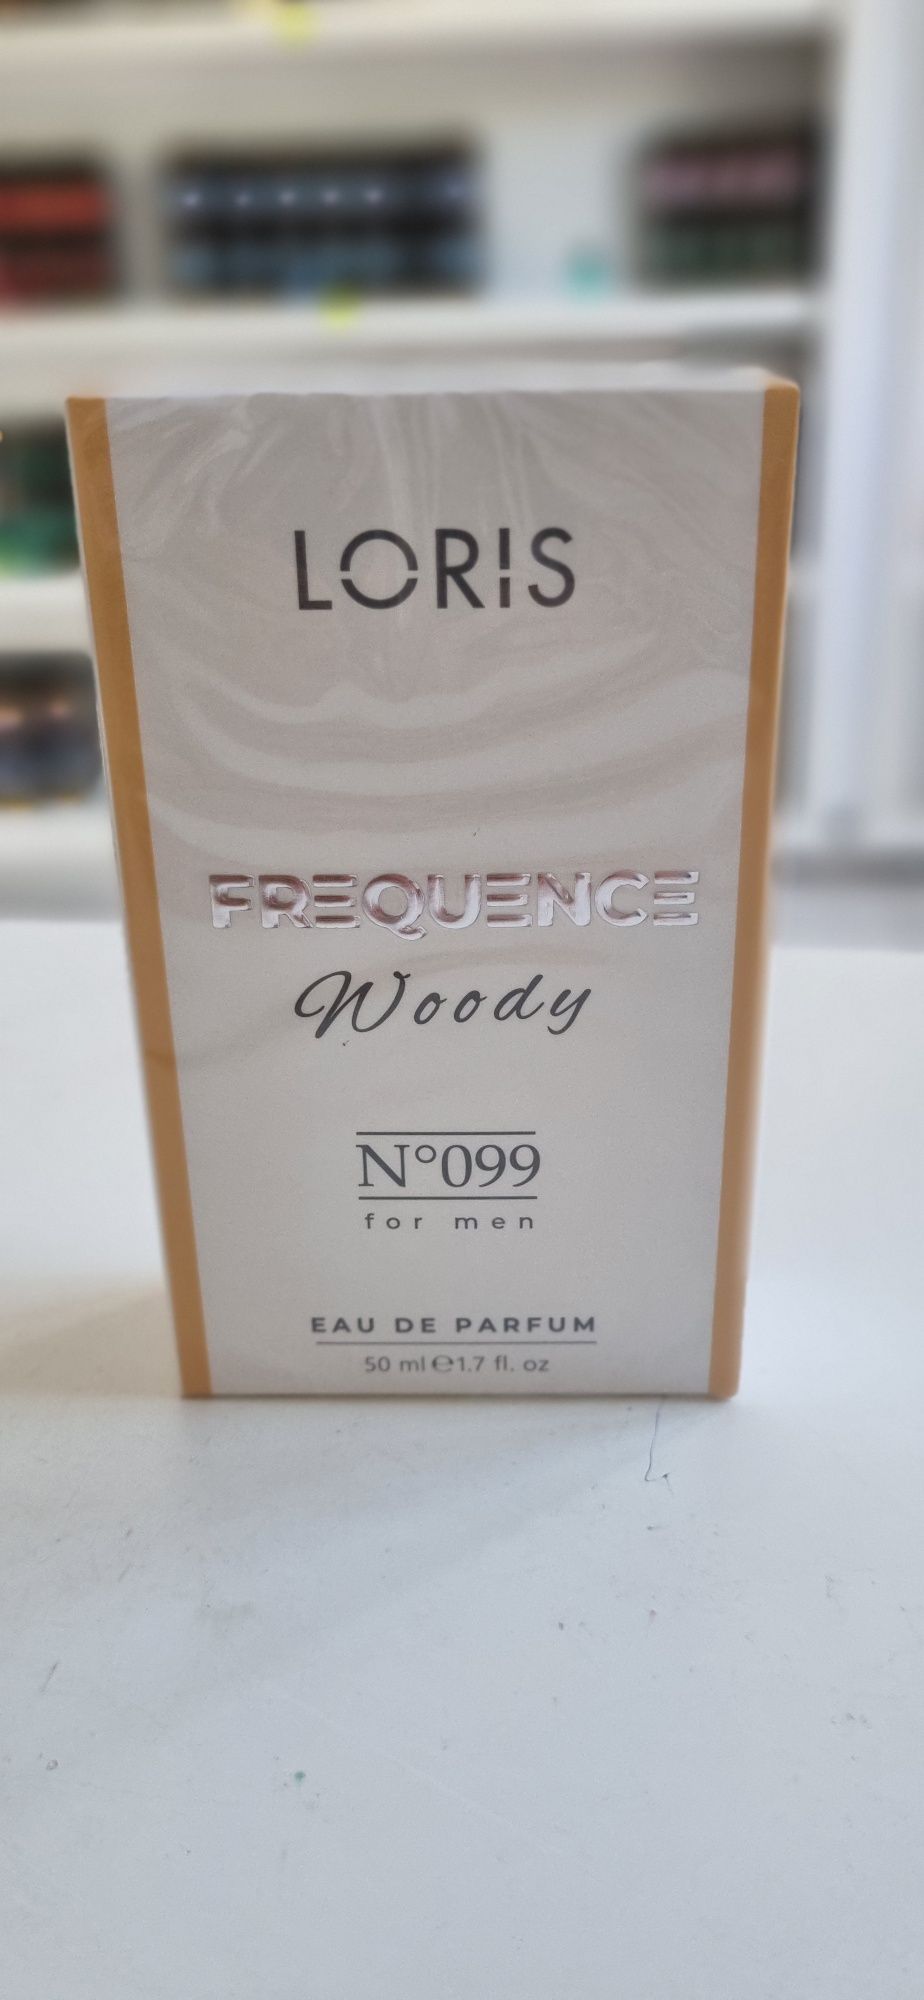 LORIS
FREQUENCE
Woody
N°099
for men
EAU DE PARFUM
50 ml ℮ 1.7 fl. oz